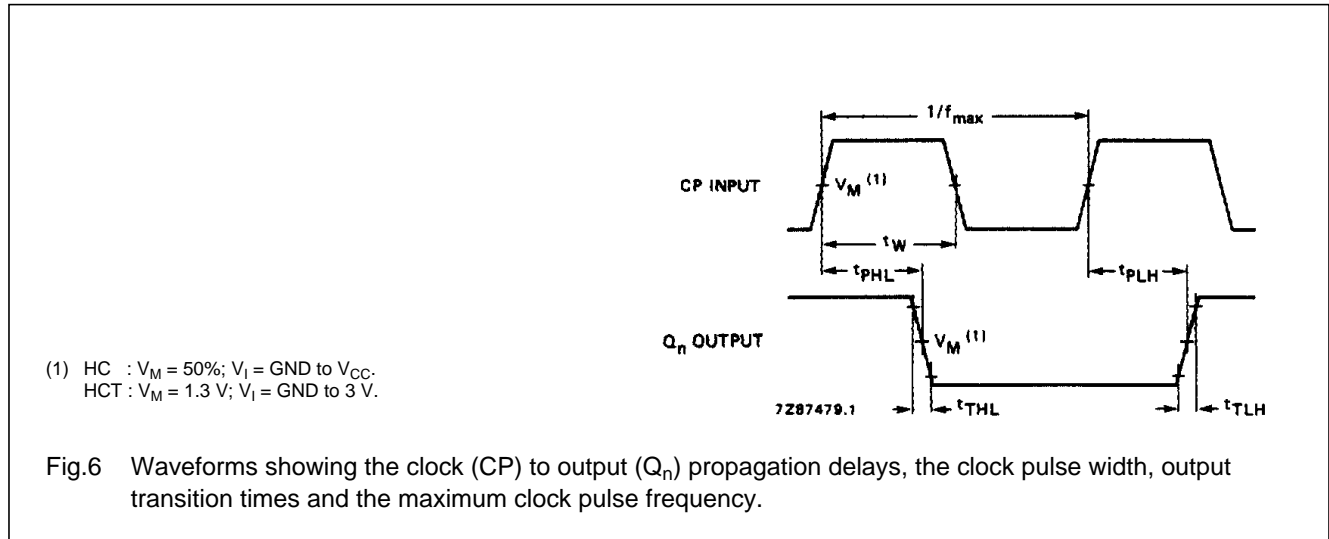 1/fmax
CP INPUT
VM (1)
tW
tPHL
tPLH
Qn OUTPUT
VM (1)
(1) HC : VM = 50%; VI = GND to VCC.
HCT : VM = 1.3 V; VI = GND to 3 V.
7Z87479.1
tTHL
tTLH
Fig.6 Waveforms showing the clock (CP) to output (Qn) propagation delays, the clock pulse width, output
transition times and the maximum clock pulse frequency.